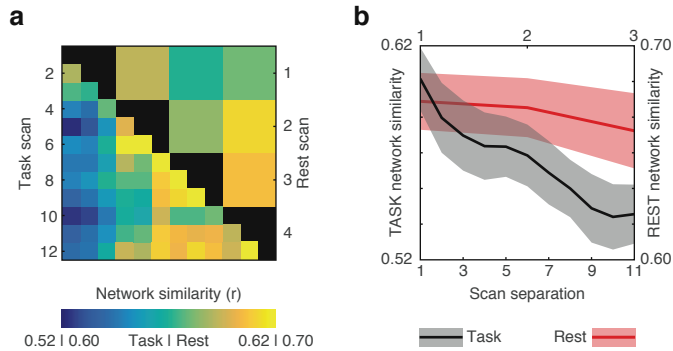 a
Task scan
2
4
6
8
10
12
1
2
3
4
Rest scan
Network similarity (r)
0.52 | 0.60
Task | Rest
0.62 | 0.70
b
1
2
3
0.62
0.52
TASK network similarity
0.70
0.60
REST network similarity
1
3
5
7
9
11
Scan separation
Task
Rest